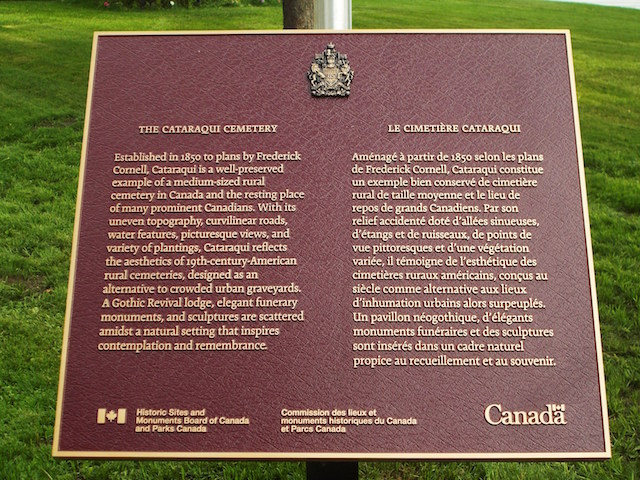 THE CATARAQUI CEMETERY
Established in 1850 to plans by Frederick
Cornell, Cataraqui is a well-preserved
example of a medium-sized rural
cemetery in Canada and the resting place
of many prominent Canadians. With its
uneven topography, curvilinear roads,
water features, picturesque views, and
variety of plantings, Cataraqui reflects
the aesthetics of 19th-century-American
rural cemeteries, designed as an
alternative to crowded urban graveyards.
A Gothic Revival lodge, elegant funerary
monuments, and sculptures are scattered
amidst a natural setting that inspires
contemplation and remembrance.
LE CIMETIÈRE CATARAQUI
Aménagé à partir de 1850 selon les plans
de Frederick Cornell, Cataraqui constitue
un exemple bien conservé de cimetière
rural de taille moyenne et le lieu de
repos de grands Canadiens. Par son
relief accidenté doté d'allées sinueuses,
d'étangs et de ruisseaux, de points de
vue pittoresques et d'une végétation
variée, il témoigne de l'esthétique des
cimetières ruraux américains, conçus au
siècle comme alternative aux lieux
d'inhumation urbains alors surpeuplés.
Un pavillon néogothique, d'élégants
monuments funéraires et des sculptures
sont insérés dans un cadre naturel
propice au recueillement et au souvenir.
Historic Sites and
Monuments Board of Canada
and Parks Canada
Commission des lieux et
monuments historiques du Canada
et Parcs Canada
Canada